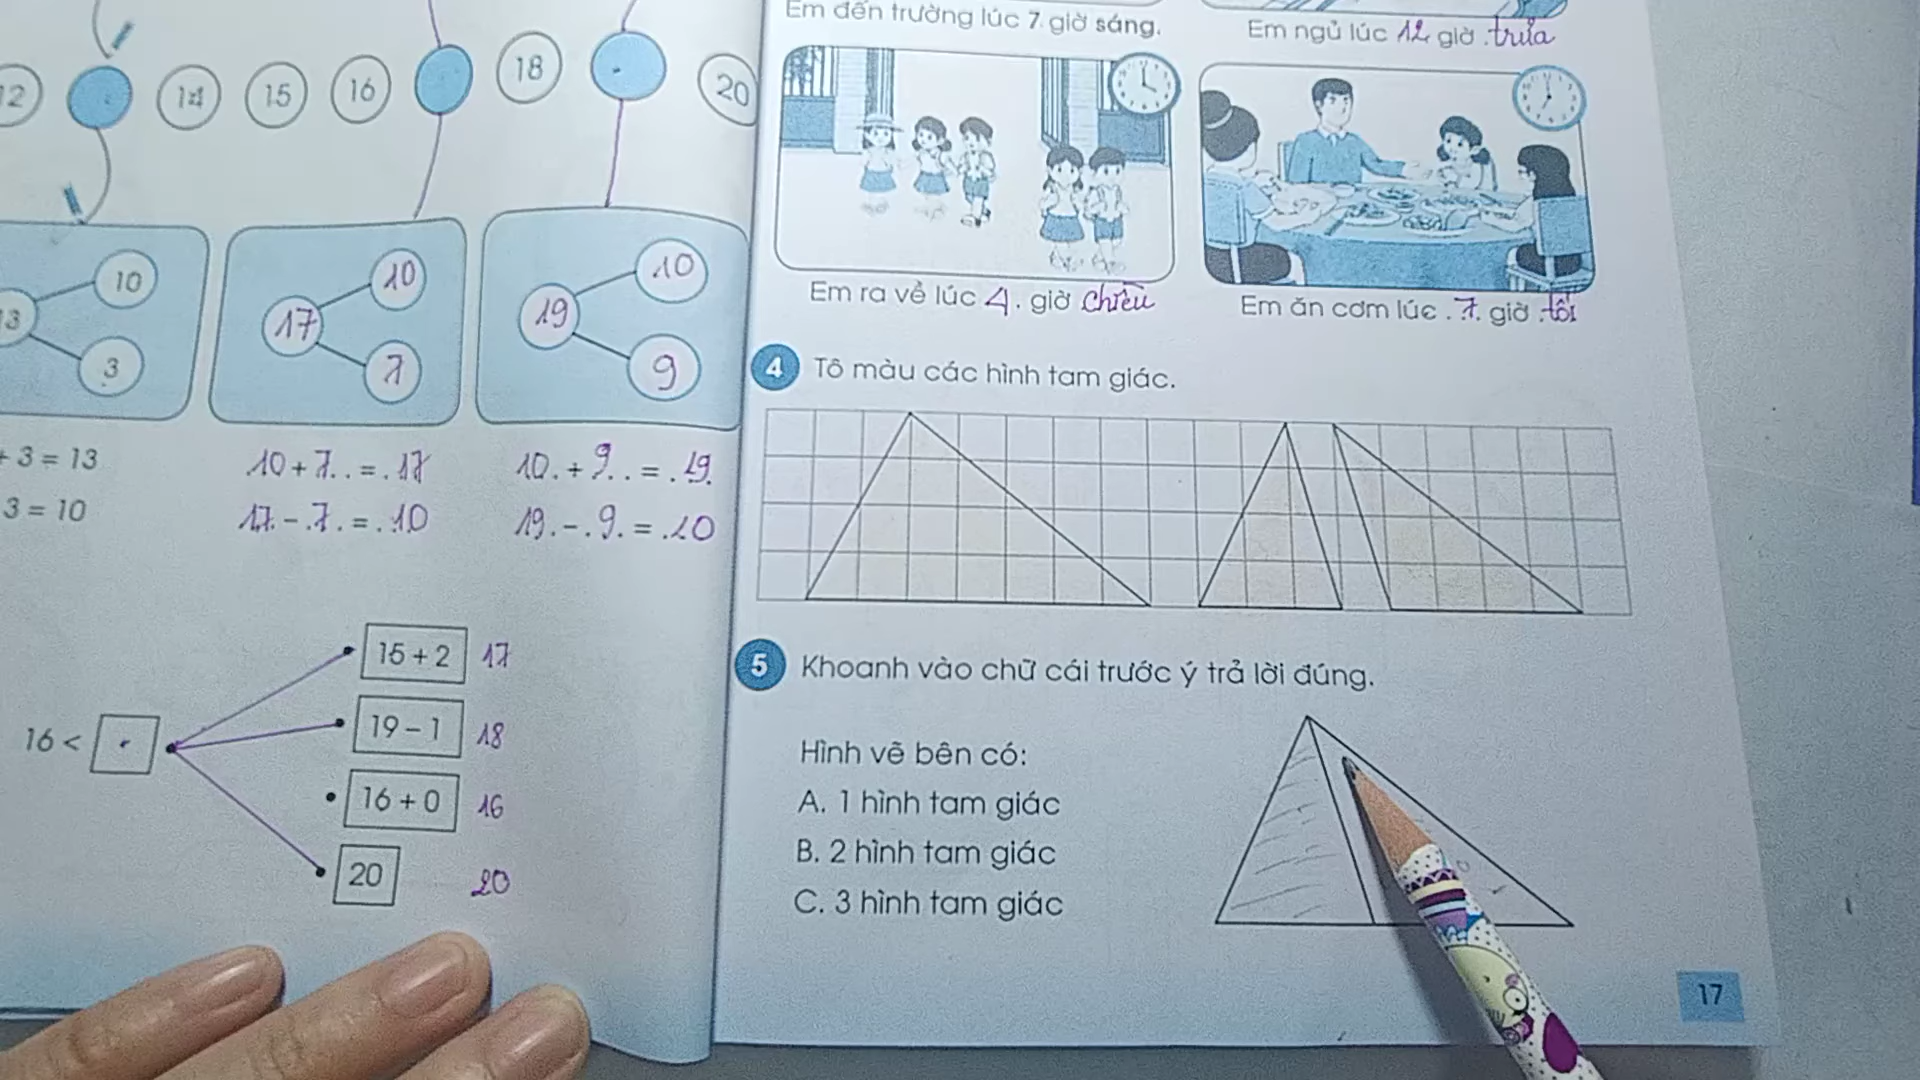 12 14 15 16 18 20
10
3
17 10 7
19 10 9
+ 3 = 13
3 = 10
10 + 7 . . = . 17
17 . - . 7 . = . 10
10 . + 9 . . = . 19 .
19 . - . 9 . = . 10
16 <
15 + 2 17
19 – 1 18
16 + 0 16
20 20
Em đến trường lúc 7. giờ sáng.
Em ngủ lúc 12 giờ .trưa
Em ra về lúc 4 . giờ chiều
Em ăn cơm lúc . 7. giờ .tối
4 Tô màu các hình tam giác.
5 Khoanh vào chữ cái trước ý trả lời đúng.
Hình vẽ bên có:
A. 1 hình tam giác
B. 2 hình tam giác
C. 3 hình tam giác
17